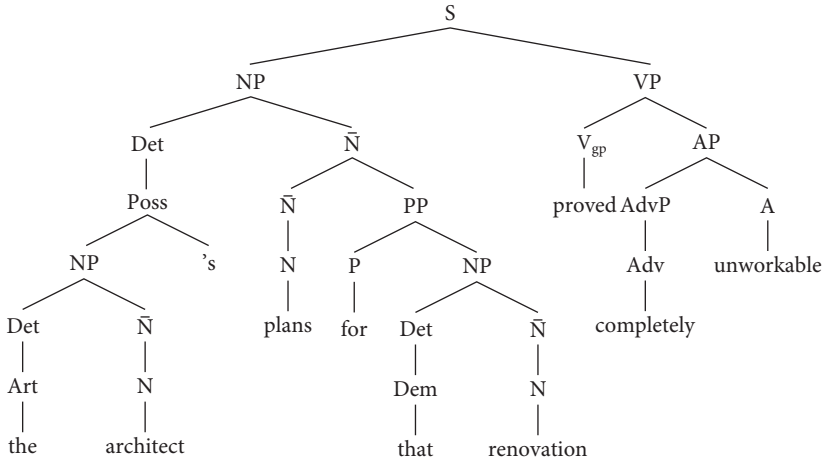 S
NP VP
Det N̄ V_gp AP
Poss N̄ PP proved AdvP A
NP 's N P NP Adv unworkable
Det N̄ plans for Det N̄ completely
Art N Dem N
the architect that renovation